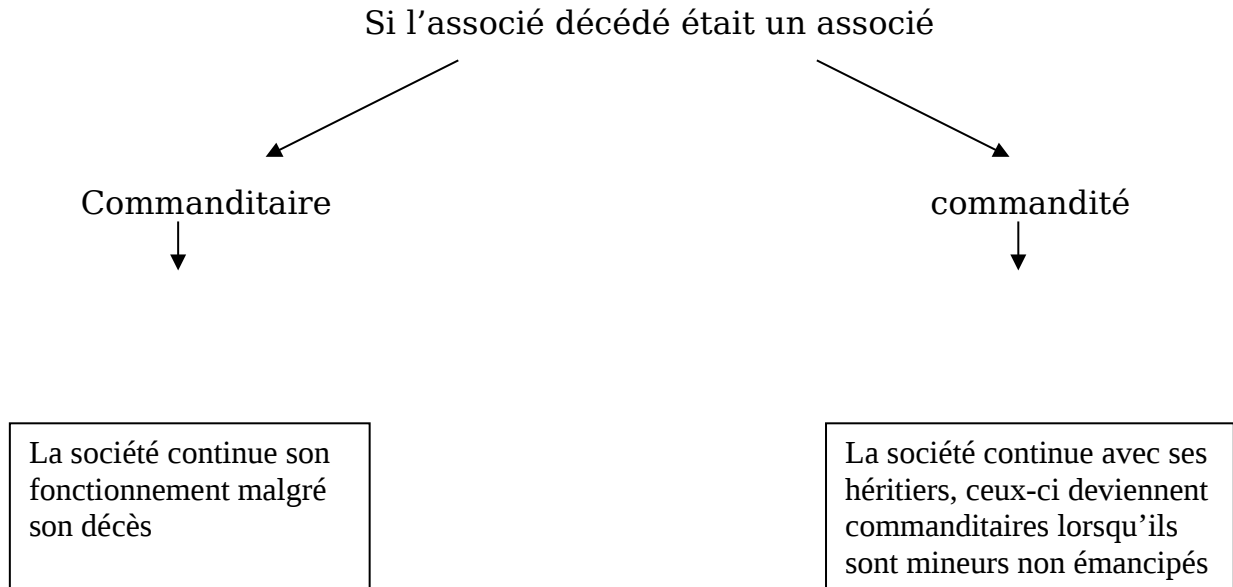 Si l’associé décédé était un associé
Commanditaire
commandité
La société continue son
fonctionnement malgré
son décès
La société continue avec ses
héritiers, ceux-ci deviennent
commanditaires lorsqu’ils
sont mineurs non émancipés